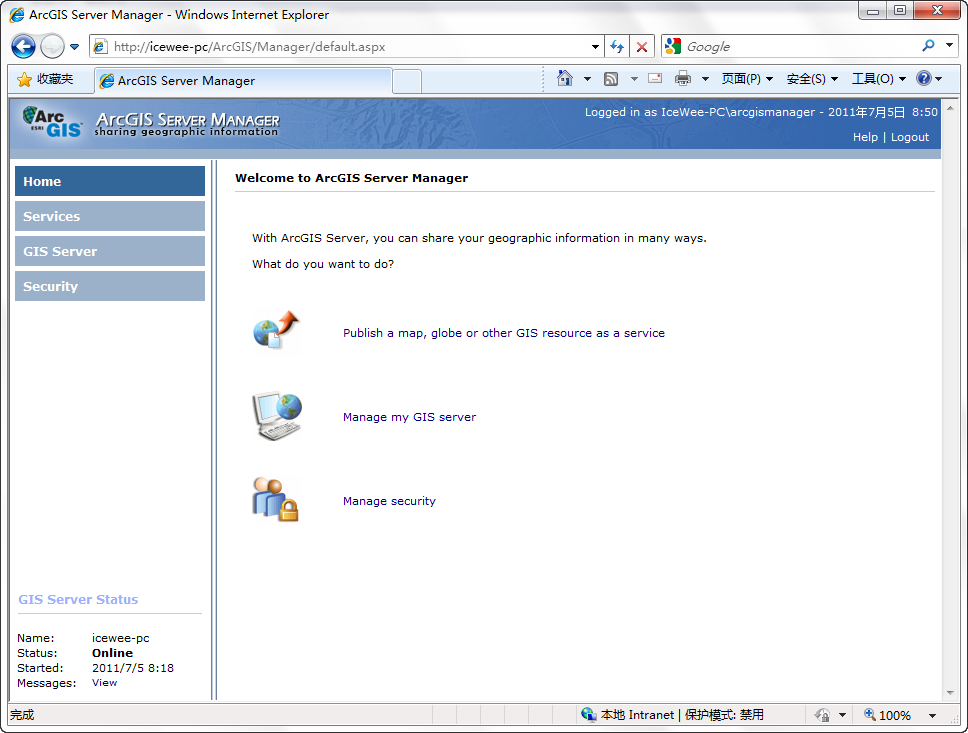 ArcGIS Server Manager - Windows Internet Explorer
http://icewee-pc/ArcGIS/Manager/default.aspx
Google
收藏夹
ArcGIS Server Manager
页面(P)
安全(S)
工具(O)
Arc
ESRI GIS
ArcGIS Server Manager
sharing geographic information
Logged in as IceWee-PC\arcgismanager - 2011年7月5日 8:50
Help | Logout
Home
Services
GIS Server
Security
Welcome to ArcGIS Server Manager
With ArcGIS Server, you can share your geographic information in many ways.
What do you want to do?
Publish a map, globe or other GIS resource as a service
Manage my GIS server
Manage security
GIS Server Status
Name: icewee-pc
Status: Online
Started: 2011/7/5 8:18
Messages: View
完成
本地 Intranet | 保护模式: 禁用
100%